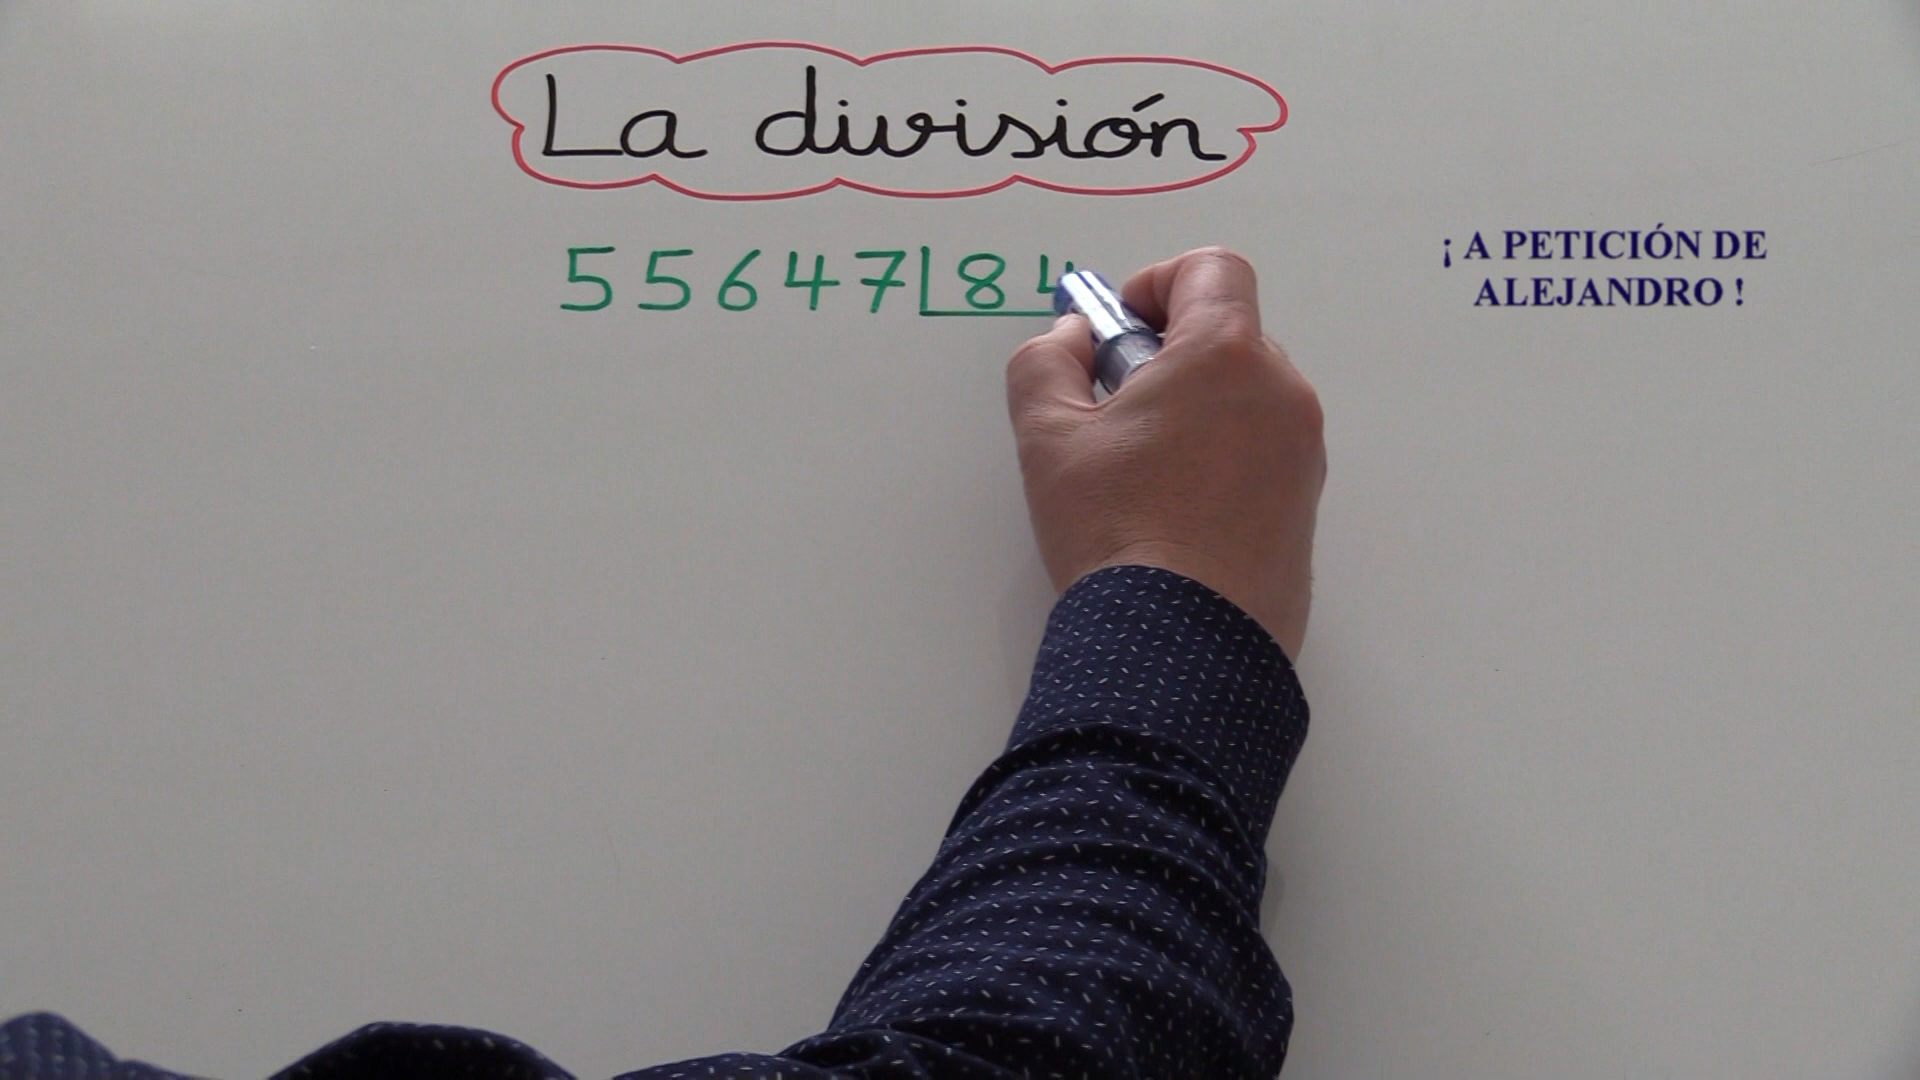 La división
55647 84
¡ A PETICIÓN DE
ALEJANDRO !